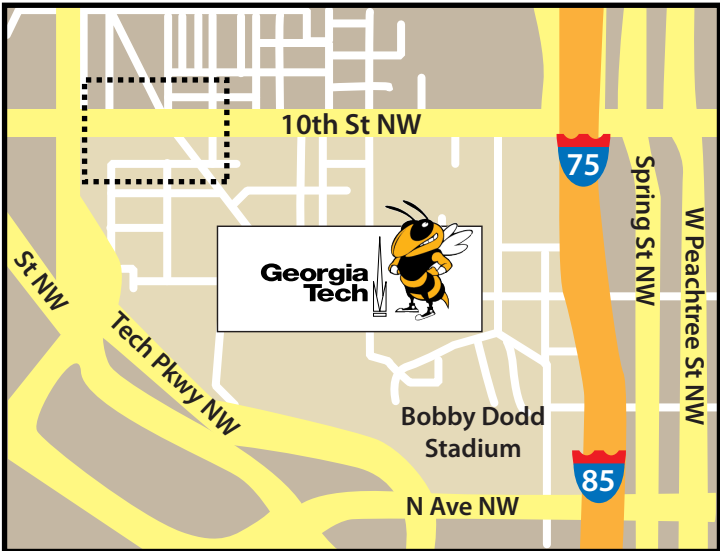 10th St NW
75
Spring St NW
W Peachtree St NW
Georgia
Tech
St NW
Tech Pkwy NW
Bobby Dodd
Stadium
85
N Ave NW